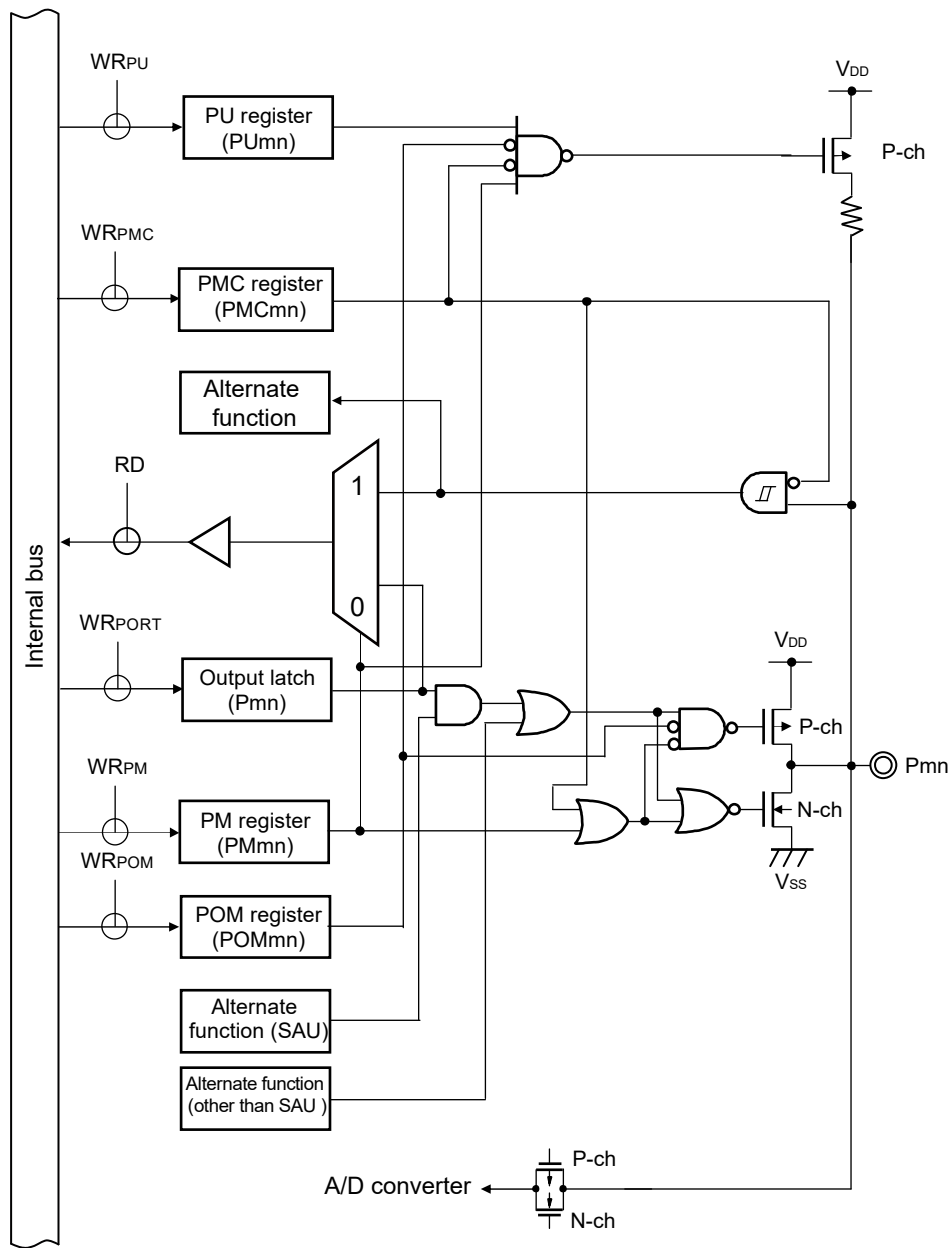 WRPU
PU register
(PUmn)
VDD
P-ch
WRPMC
PMC register
(PMCmn)
Alternate
function
RD
1
0
Internal bus
WRPORT
Output latch
(Pmn)
VDD
P-ch
Pmn
WRPM
PM register
(PMmn)
N-ch
VSS
WRPOM
POM register
(POMmn)
Alternate
function (SAU)
Alternate function
(other than SAU )
P-ch
A/D converter
N-ch